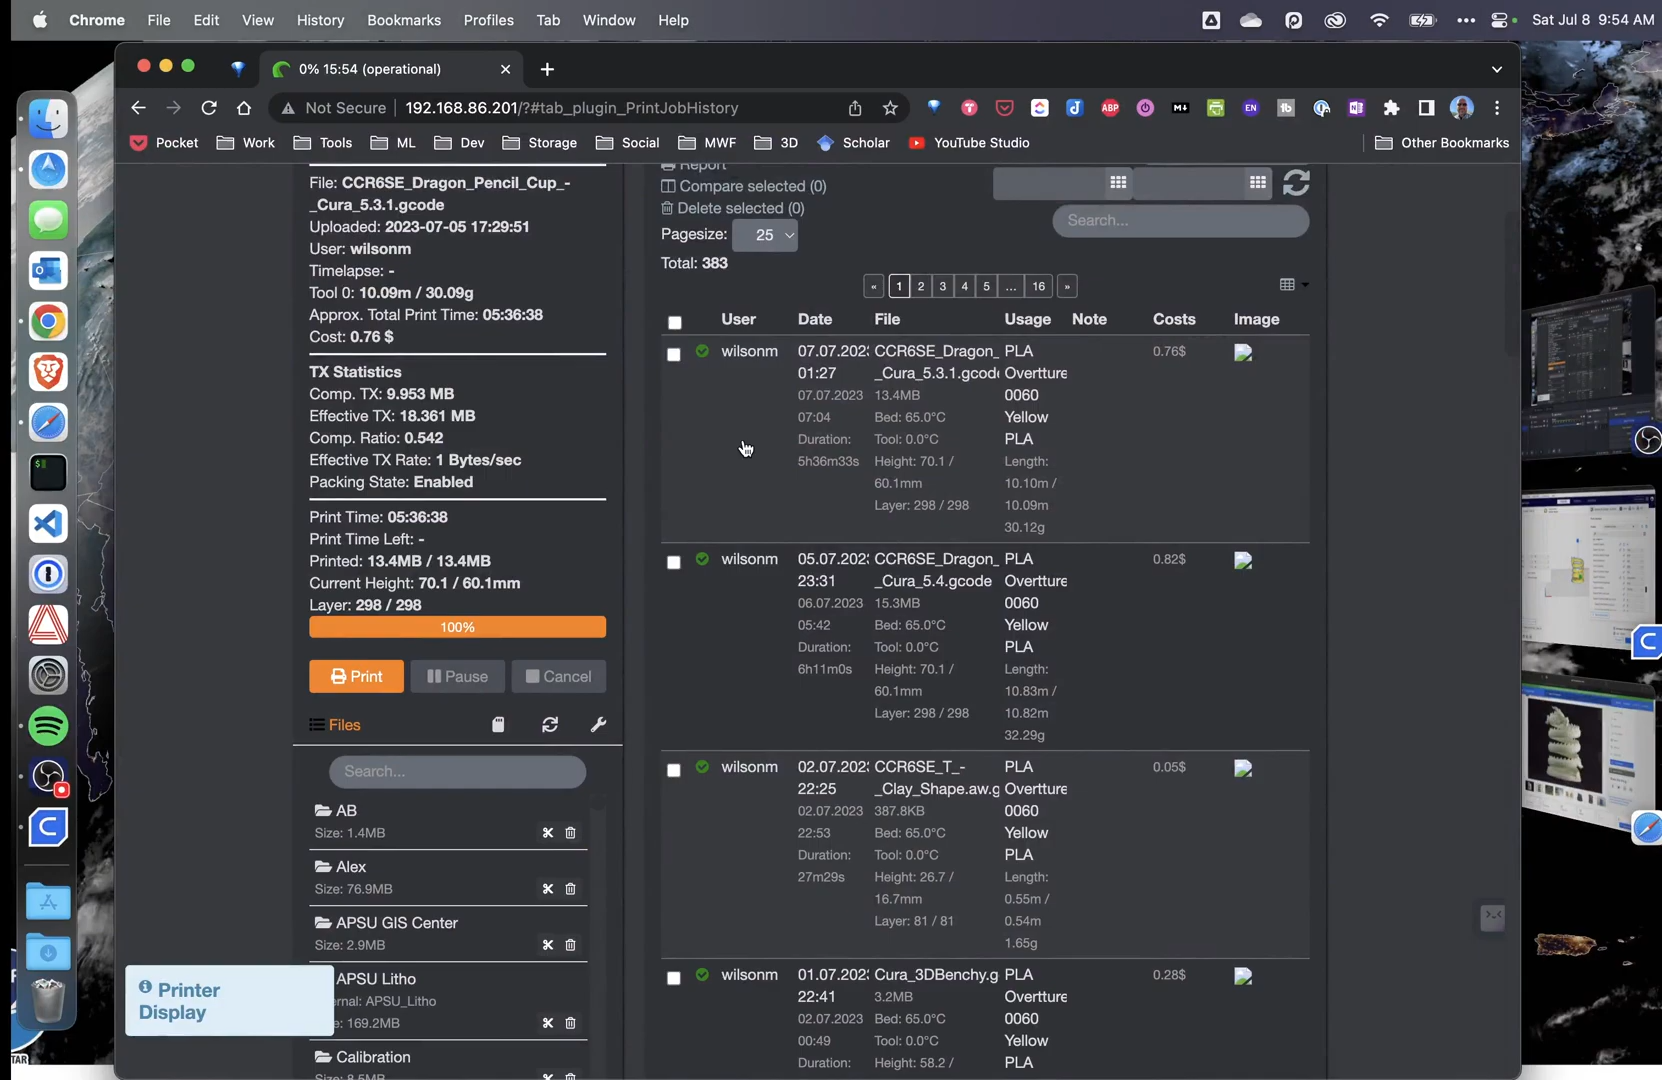 Chrome File Edit View History Bookmarks Profiles Tab Window Help
Sat Jul 8 9:54 AM
0% 15:54 (operational)
Not Secure 192.168.86.201/?#tab_plugin_PrintJobHistory
Pocket Work Tools ML Dev Storage Social MWF 3D Scholar YouTube Studio Other Bookmarks
File: CCR6SE_Dragon_Pencil_Cup_-
_Cura_5.3.1.gcode
Uploaded: 2023-07-05 17:29:51
User: wilsonm
Timelapse: -
Tool 0: 10.09m / 30.09g
Approx. Total Print Time: 05:36:38
Cost: 0.76 $
TX Statistics
Comp. TX: 9.953 MB
Effective TX: 18.361 MB
Comp. Ratio: 0.542
Effective TX Rate: 1 Bytes/sec
Packing State: Enabled
Print Time: 05:36:38
Print Time Left: -
Printed: 13.4MB / 13.4MB
Current Height: 70.1 / 60.1mm
Layer: 298 / 298
100%
Print Pause Cancel
Files
Search...
AB
Size: 1.4MB
Alex
Size: 76.9MB
APSU GIS Center
Size: 2.9MB
APSU Litho
rnal: APSU_Litho
e: 169.2MB
Calibration
Size: 8.5MB
Printer
Display
Report
Compare selected (0)
Delete selected (0)
Pagesize: 25
Total: 383
Search...
« 1 2 3 4 5 ... 16 »
User Date File Usage Note Costs Image
wilsonm
07.07.202
01:27
07.07.2023
07:04
Duration:
5h36m33s
CCR6SE_Dragon_
_Cura_5.3.1.gcode
13.4MB
Bed: 65.0°C
Tool: 0.0°C
Height: 70.1 /
60.1mm
Layer: 298 / 298
PLA
Overtture
0060
Yellow
PLA
Length:
10.10m /
10.09m
30.12g
0.76$
wilsonm
05.07.202
23:31
06.07.2023
05:42
Duration:
6h11m0s
CCR6SE_Dragon_
_Cura_5.4.gcode
15.3MB
Bed: 65.0°C
Tool: 0.0°C
Height: 70.1 /
60.1mm
Layer: 298 / 298
PLA
Overtture
0060
Yellow
PLA
Length:
10.83m /
10.82m
32.29g
0.82$
wilsonm
02.07.202
22:25
02.07.2023
22:53
Duration:
27m29s
CCR6SE_T_-
_Clay_Shape.aw.g
387.8KB
Bed: 65.0°C
Tool: 0.0°C
Height: 26.7 /
16.7mm
Layer: 81 / 81
PLA
Overtture
0060
Yellow
PLA
Length:
0.55m /
0.54m
1.65g
0.05$
wilsonm
01.07.202
22:41
02.07.2023
00:49
Duration:
Cura_3DBenchy.g
3.2MB
Bed: 65.0°C
Tool: 0.0°C
Height: 58.2 /
PLA
Overtture
0060
Yellow
PLA
0.28$